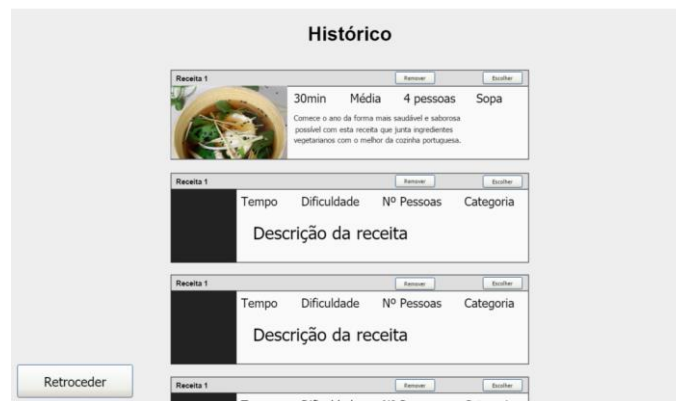 Histórico
Receita 1 Remover Escolher
30min Média 4 pessoas Sopa
Comece o ano da forma mais saudável e saborosa
possível com esta receita que junta ingredientes
vegetarianos com o melhor da cozinha portuguesa.
Receita 1 Remover Escolher
Tempo Dificuldade Nº Pessoas Categoria
Descrição da receita
Receita 1 Remover Escolher
Tempo Dificuldade Nº Pessoas Categoria
Descrição da receita
Retroceder
Receita 1 Remover Escolher